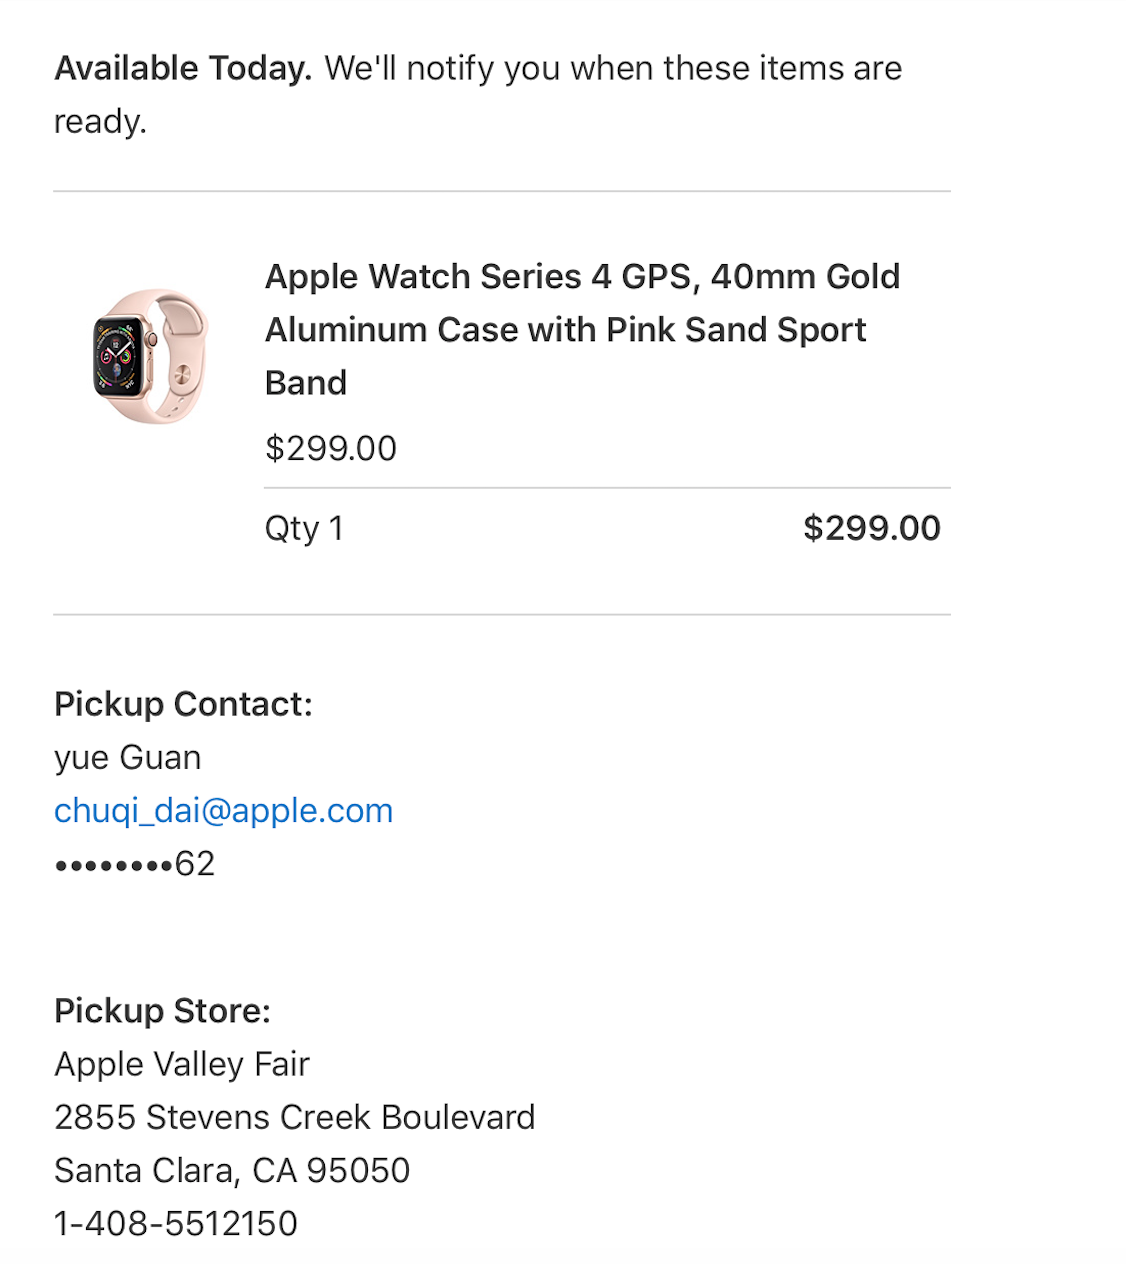 Available Today. We'll notify you when these items are
ready.
Apple Watch Series 4 GPS, 40mm Gold
Aluminum Case with Pink Sand Sport
Band
$299.00
Qty 1 $299.00
Pickup Contact:
yue Guan
chuqi_dai@apple.com
••••••••62
Pickup Store:
Apple Valley Fair
2855 Stevens Creek Boulevard
Santa Clara, CA 95050
1-408-5512150